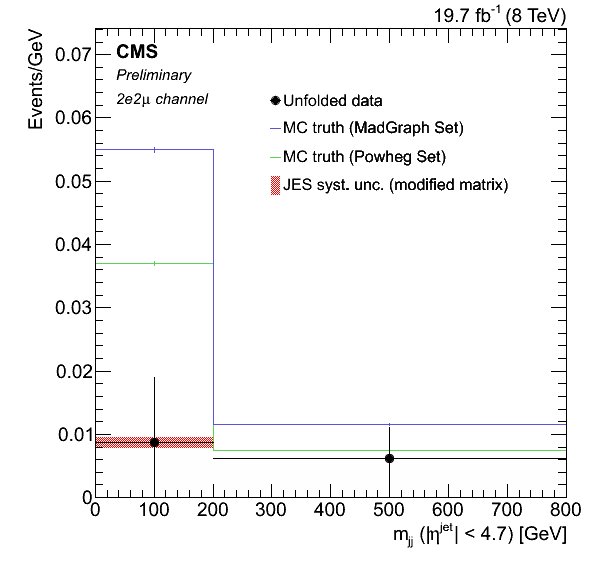 19.7 fb⁻¹ (8 TeV)
Events/GeV
CMS
Preliminary
2e2μ channel
Unfolded data
MC truth (MadGraph Set)
MC truth (Powheg Set)
JES syst. unc. (modified matrix)
0.07
0.06
0.05
0.04
0.03
0.02
0.01
0
0 100 200 300 400 500 600 700 800
m_jj (|η^jet| < 4.7) [GeV]